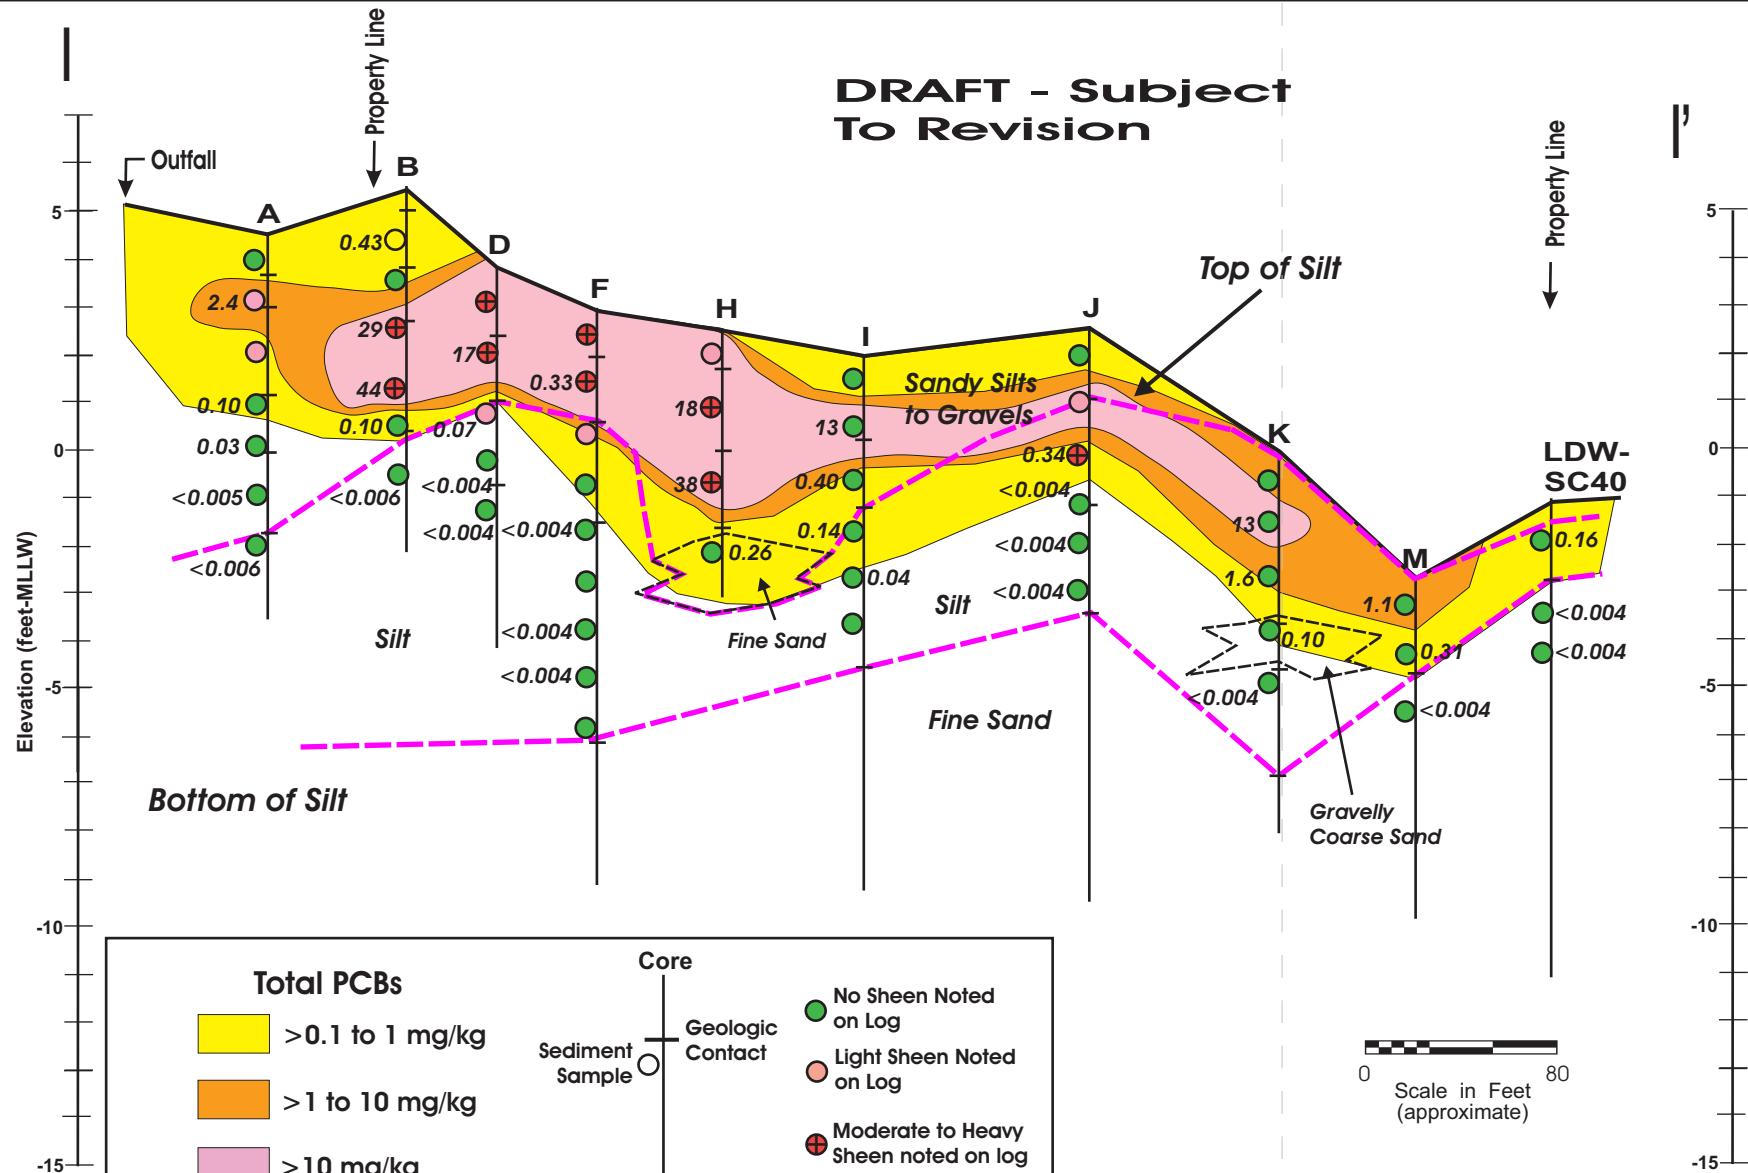 I
Property Line
DRAFT - Subject
To Revision
I’
Outfall
B
Property Line
A
5
5
D
0.43
Top of Silt
F
2.4
H
J
29
I
17
0.33
Sandy Silts
to Gravels
44
18
0.10
0.10
0.07
13
K
0
0.03
0
0.34
LDW-
SC40
38
0.40
<0.005
<0.006
<0.004
<0.004
13
<0.004
<0.004
0.14
0.26
<0.004
0.16
M
<0.006
0.04
1.6
<0.004
Silt
1.1
<0.004
Silt
<0.004
Fine Sand
0.10
0.31
<0.004
<0.004
-5
-5
<0.004
<0.004
Fine Sand
Elevation (feet-MLLW)
Bottom of Silt
Gravelly
Coarse Sand
-10
-10
Total PCBs
>0.1 to 1 mg/kg
>1 to 10 mg/kg
>10 mg/kg
Core
Geologic
Contact
Sediment
Sample
No Sheen Noted
on Log
Light Sheen Noted
on Log
Moderate to Heavy
Sheen noted on log
0
80
Scale in Feet
(approximate)
-15
-15